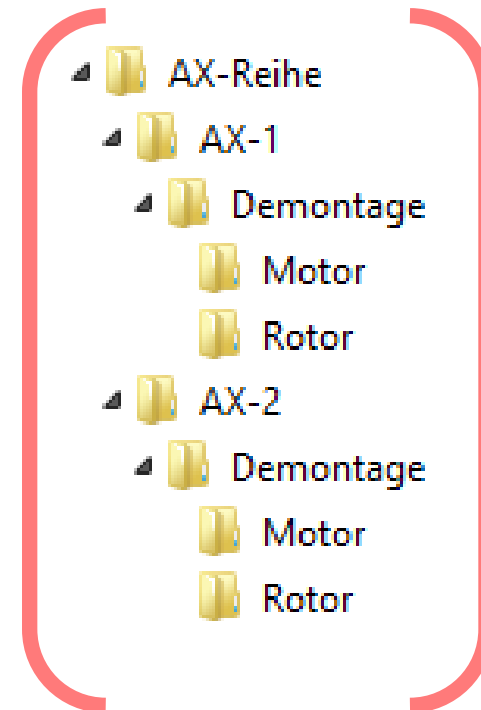 AX-Reihe
AX-1
Demontage
Motor
Rotor
AX-2
Demontage
Motor
Rotor